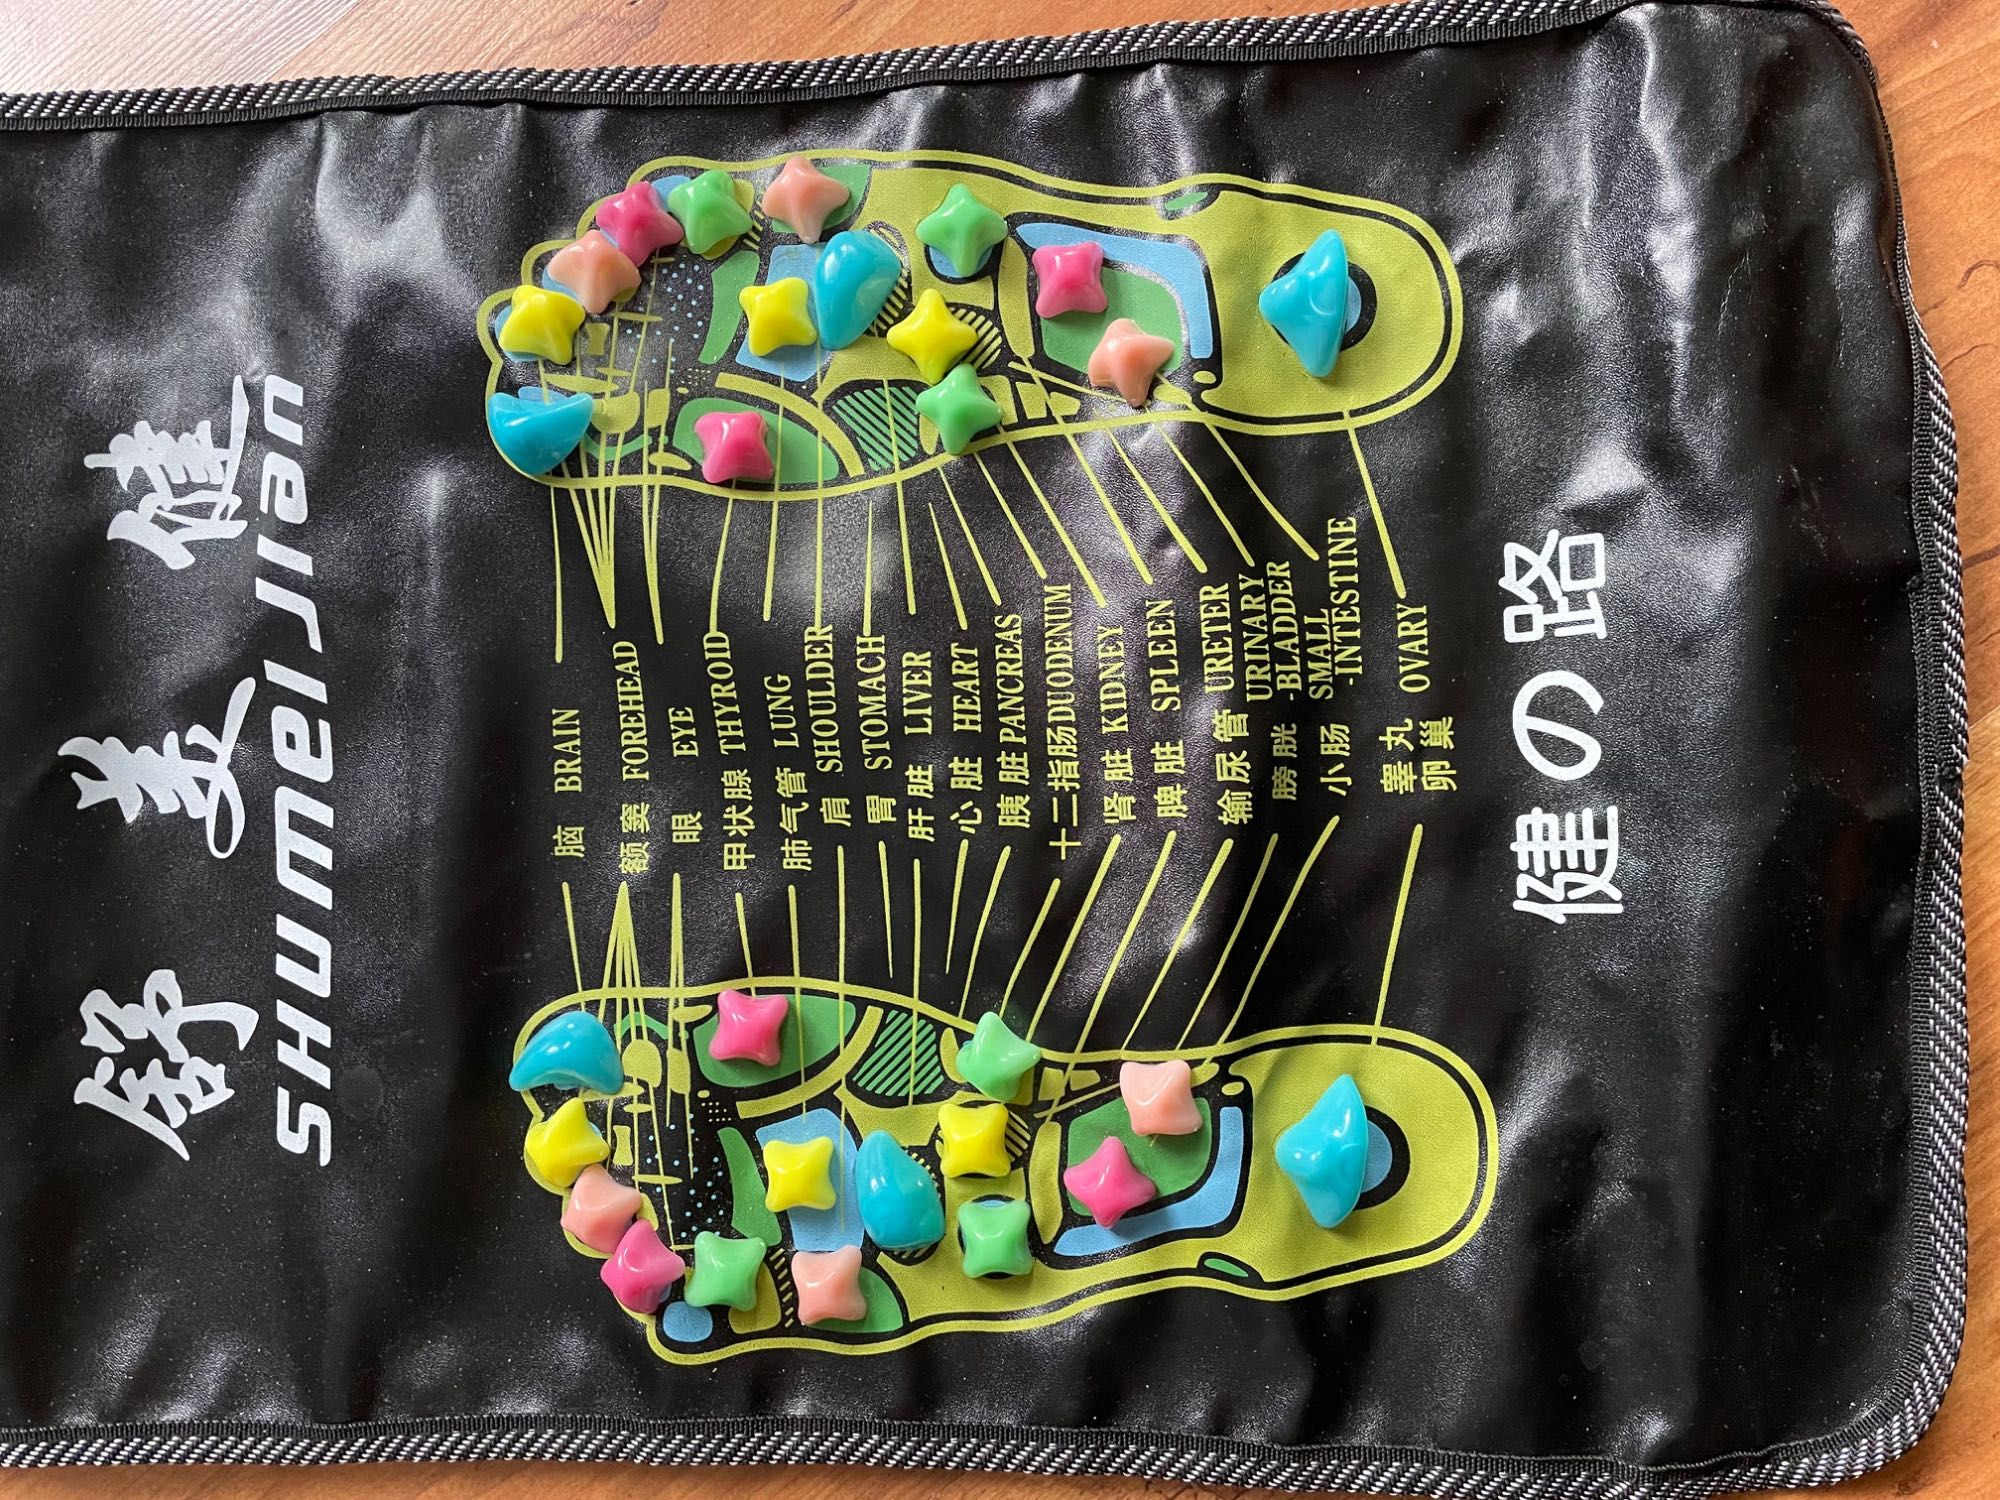 舒美健
SHUMEIJIAN
脑 BRAIN
额窦 FOREHEAD
眼 EYE
甲状腺 THYROID
肺气管 LUNG
肩 SHOULDER
胃 STOMACH
肝脏 LIVER
心脏 HEART
胰脏 PANCREAS
十二指肠 DUODENUM
肾脏 KIDNEY
脾脏 SPLEEN
输尿管 URETER
膀胱 URINARY
-BLADDER
小肠 SMALL
-INTESTINE
睾丸 OVARY
卵巢
健の路